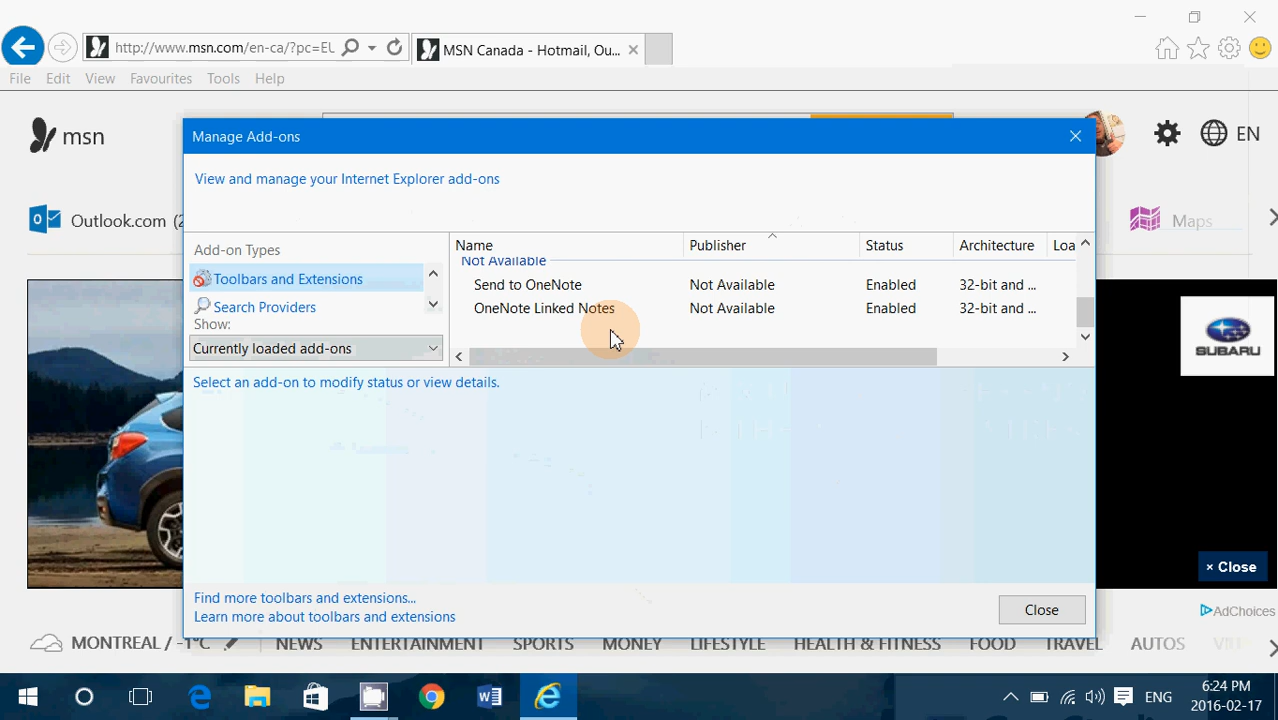 http://www.msn.com/en-ca/?pc=EU
MSN Canada - Hotmail, Ou...
File Edit View Favourites Tools Help
msn
EN
Manage Add-ons
View and manage your Internet Explorer add-ons
Outlook.com (2
Maps
Add-on Types
Toolbars and Extensions
Search Providers
Show:
Currently loaded add-ons
Name Publisher Status Architecture Loa
Not Available
Send to OneNote Not Available Enabled 32-bit and ...
OneNote Linked Notes Not Available Enabled 32-bit and ...
SUBARU
Select an add-on to modify status or view details.
× Close
Find more toolbars and extensions...
Learn more about toolbars and extensions
Close
AdChoices
MONTREAL / -1°C NEWS ENTERTAINMENT SPORTS MONEY LIFESTYLE HEALTH & FITNESS FOOD TRAVEL AUTOS
ENG
6:24 PM
2016-02-17